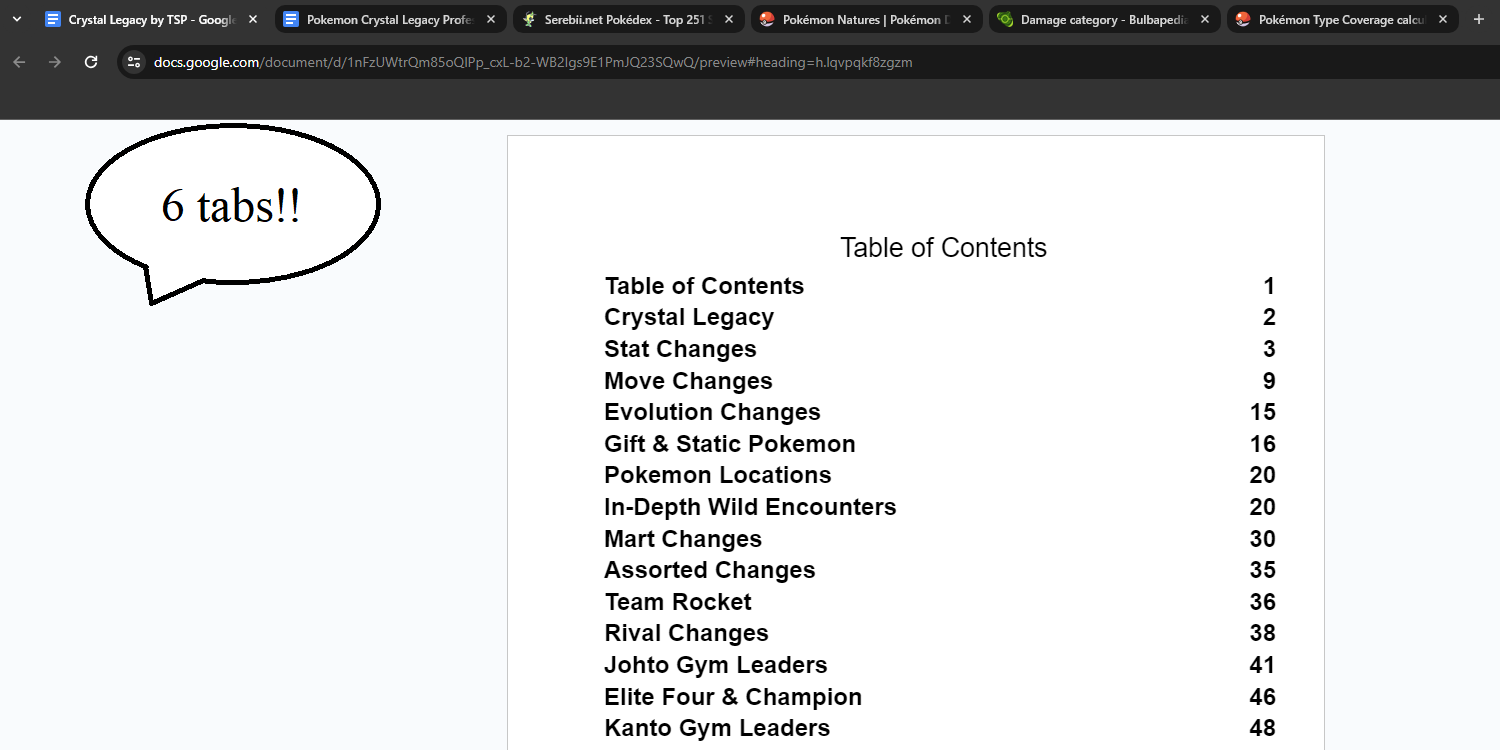 Crystal Legacy by TSP - Google
Pokemon Crystal Legacy Profe
Serebii.net Pokédex - Top 251
Pokémon Natures | Pokémon
Damage category - Bulbapedia
Pokémon Type Coverage calcu
docs.google.com/document/d/1nFzUWtrQm85oQIPp_cxL-b2-WB2Igs9E1PmJQ23SQwQ/preview#heading=h.lqvpqkf8zgzm
6 tabs!!
Table of Contents
Table of Contents 1
Crystal Legacy 2
Stat Changes 3
Move Changes 9
Evolution Changes 15
Gift & Static Pokemon 16
Pokemon Locations 20
In-Depth Wild Encounters 20
Mart Changes 30
Assorted Changes 35
Team Rocket 36
Rival Changes 38
Johto Gym Leaders 41
Elite Four & Champion 46
Kanto Gym Leaders 48